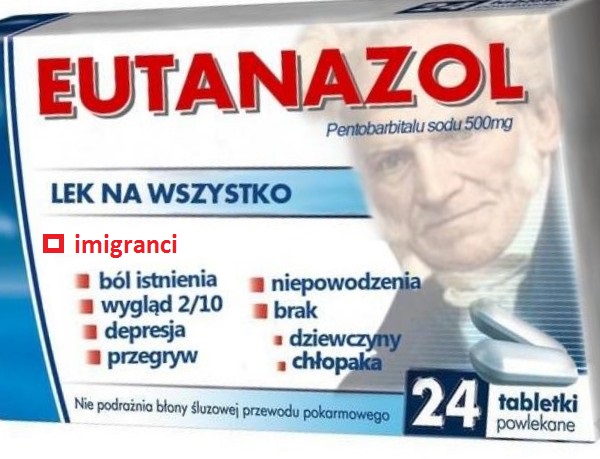 EUTANAZOL
Pentobarbitalu sodu 500mg
LEK NA WSZYSTKO
imigranci
ból istnienia
wygląd 2/10
depresja
przegryw
niepowodzenia
brak
dziewczyny
chłopaka
Nie podrażnia błony śluzowej przewodu pokarmowego
24 tabletki
powlekane